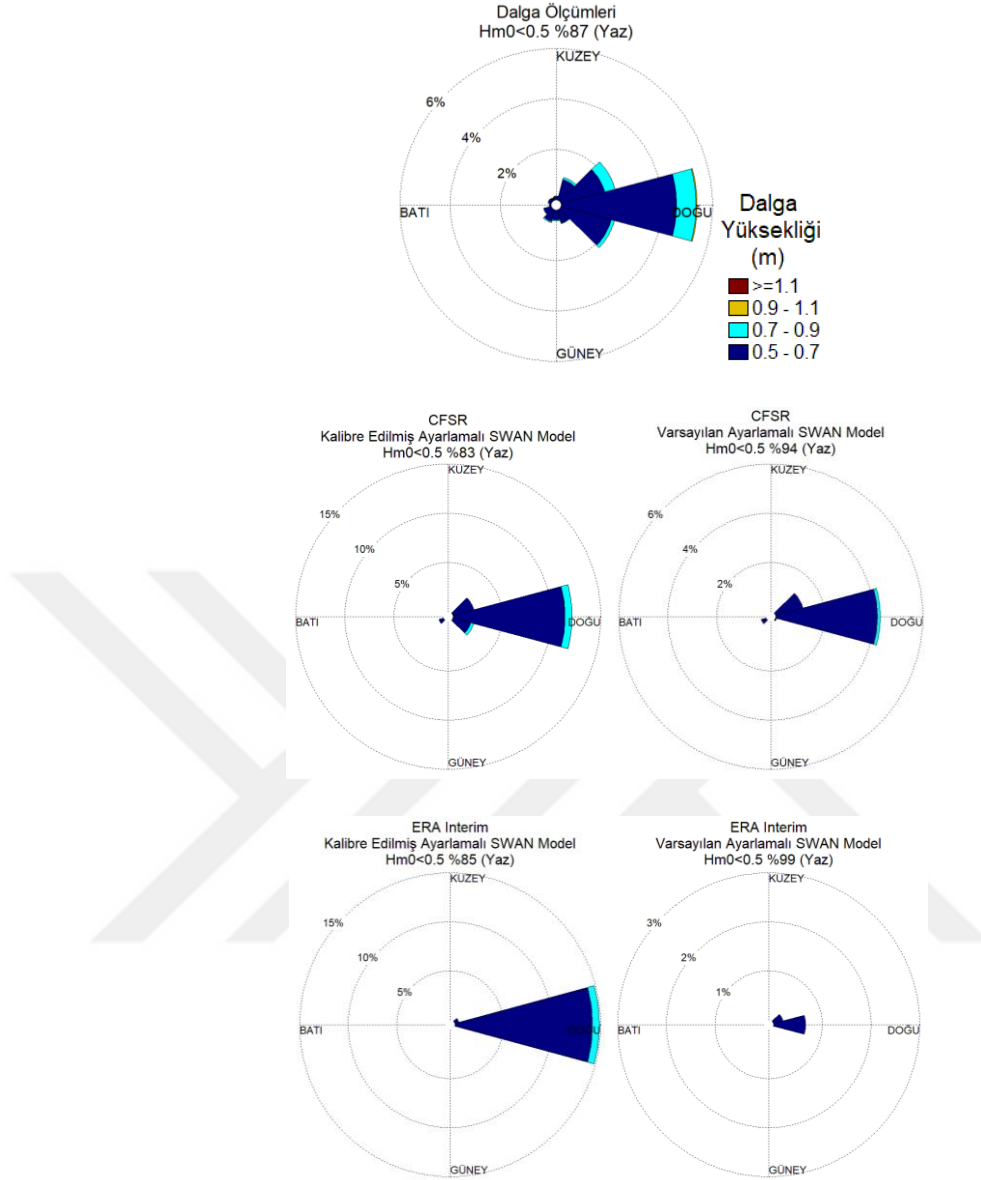 Dalga Ölçümleri
Hm0<0.5 %87 (Yaz)
KUZEY
6%
4%
2%
BATI
DOĞU
GÜNEY
Dalga
Yüksekliği
(m)
>=1.1
0.9 - 1.1
0.7 - 0.9
0.5 - 0.7
CFSR
Kalibre Edilmiş Ayarlamalı SWAN Model
Hm0<0.5 %83 (Yaz)
KUZEY
15%
10%
5%
BATI
DOĞU
GÜNEY
CFSR
Varsayılan Ayarlamalı SWAN Model
Hm0<0.5 %94 (Yaz)
KUZEY
6%
4%
2%
BATI
DOĞU
GÜNEY
ERA Interim
Kalibre Edilmiş Ayarlamalı SWAN Model
Hm0<0.5 %85 (Yaz)
KUZEY
15%
10%
5%
BATI
DOĞU
GÜNEY
ERA Interim
Varsayılan Ayarlamalı SWAN Model
Hm0<0.5 %99 (Yaz)
KUZEY
3%
2%
1%
BATI
DOĞU
GÜNEY